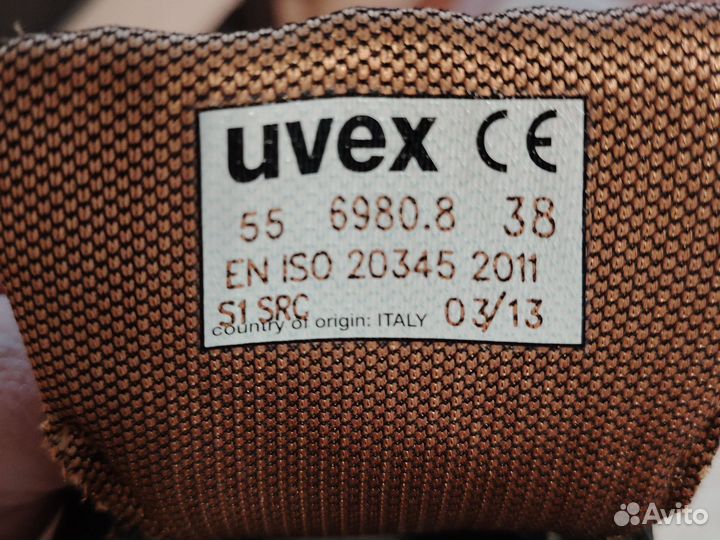 uvex CE
55 6980.8 38
EN ISO 20345 2011
S1 SRC 03/13
country of origin: ITALY
Avito